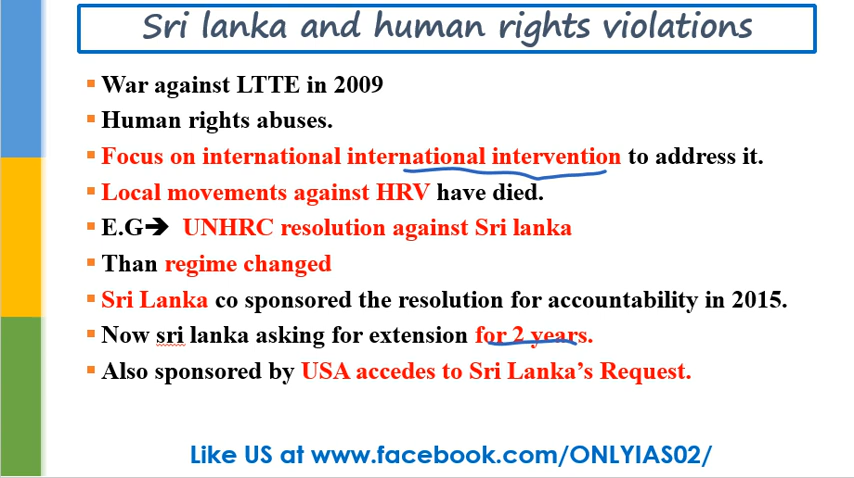 Sri lanka and human rights violations
War against LTTE in 2009
Human rights abuses.
Focus on international international intervention to address it.
Local movements against HRV have died.
E.G➔ UNHRC resolution against Sri lanka
Than regime changed
Sri Lanka co sponsored the resolution for accountability in 2015.
Now sri lanka asking for extension for 2 years.
Also sponsored by USA accedes to Sri Lanka's Request.
Like US at www.facebook.com/ONLYIAS02/